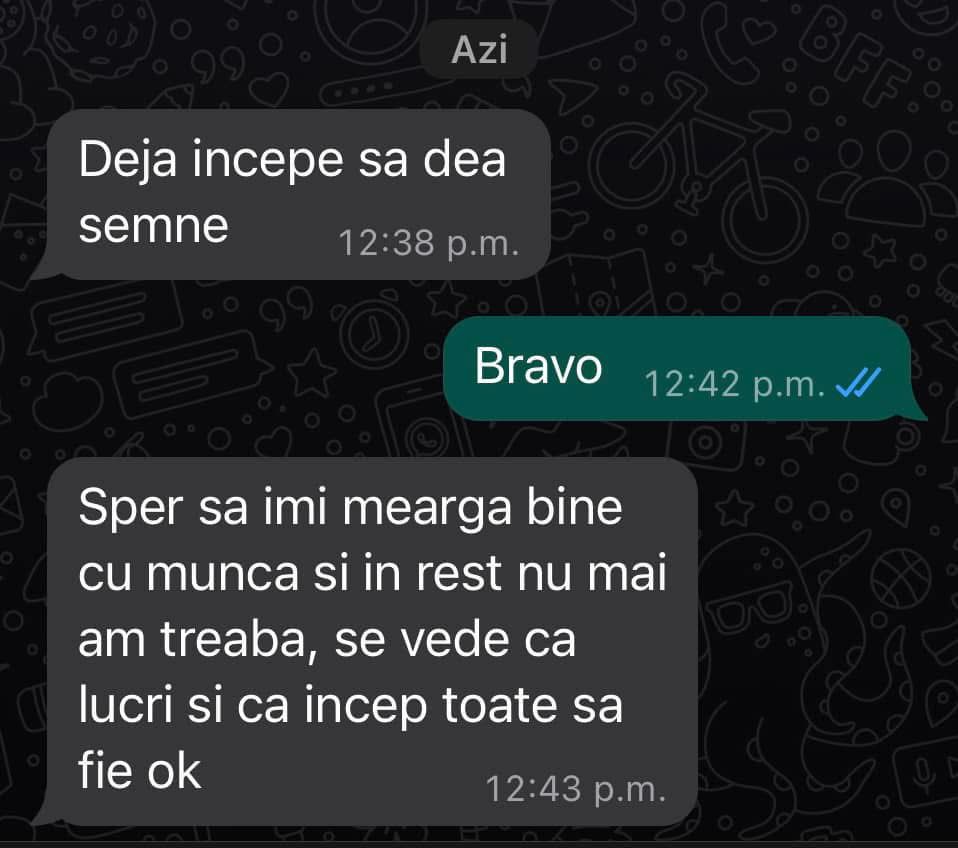 Azi
Deja incepe sa dea
semne
12:38 p.m.
Bravo
12:42 p.m.
Sper sa imi mearga bine
cu munca si in rest nu mai
am treaba, se vede ca
lucri si ca incep toate sa
fie ok
12:43 p.m.